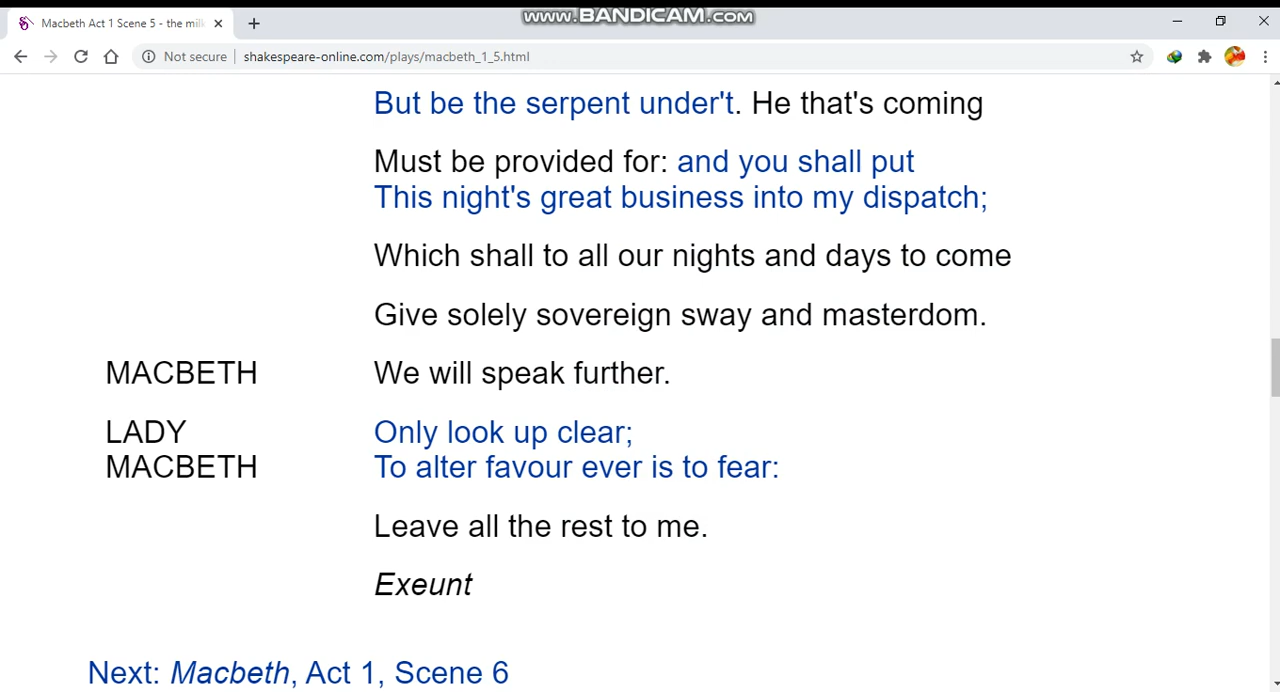 www.BANDICAM.com
Macbeth Act 1 Scene 5 - the milk
Not secure
shakespeare-online.com/plays/macbeth_1_5.html
But be the serpent under't. He that's coming
Must be provided for: and you shall put
This night's great business into my dispatch;
Which shall to all our nights and days to come
Give solely sovereign sway and masterdom.
MACBETH We will speak further.
LADY Only look up clear;
MACBETH To alter favour ever is to fear:
Leave all the rest to me.
Exeunt
Next: Macbeth, Act 1, Scene 6